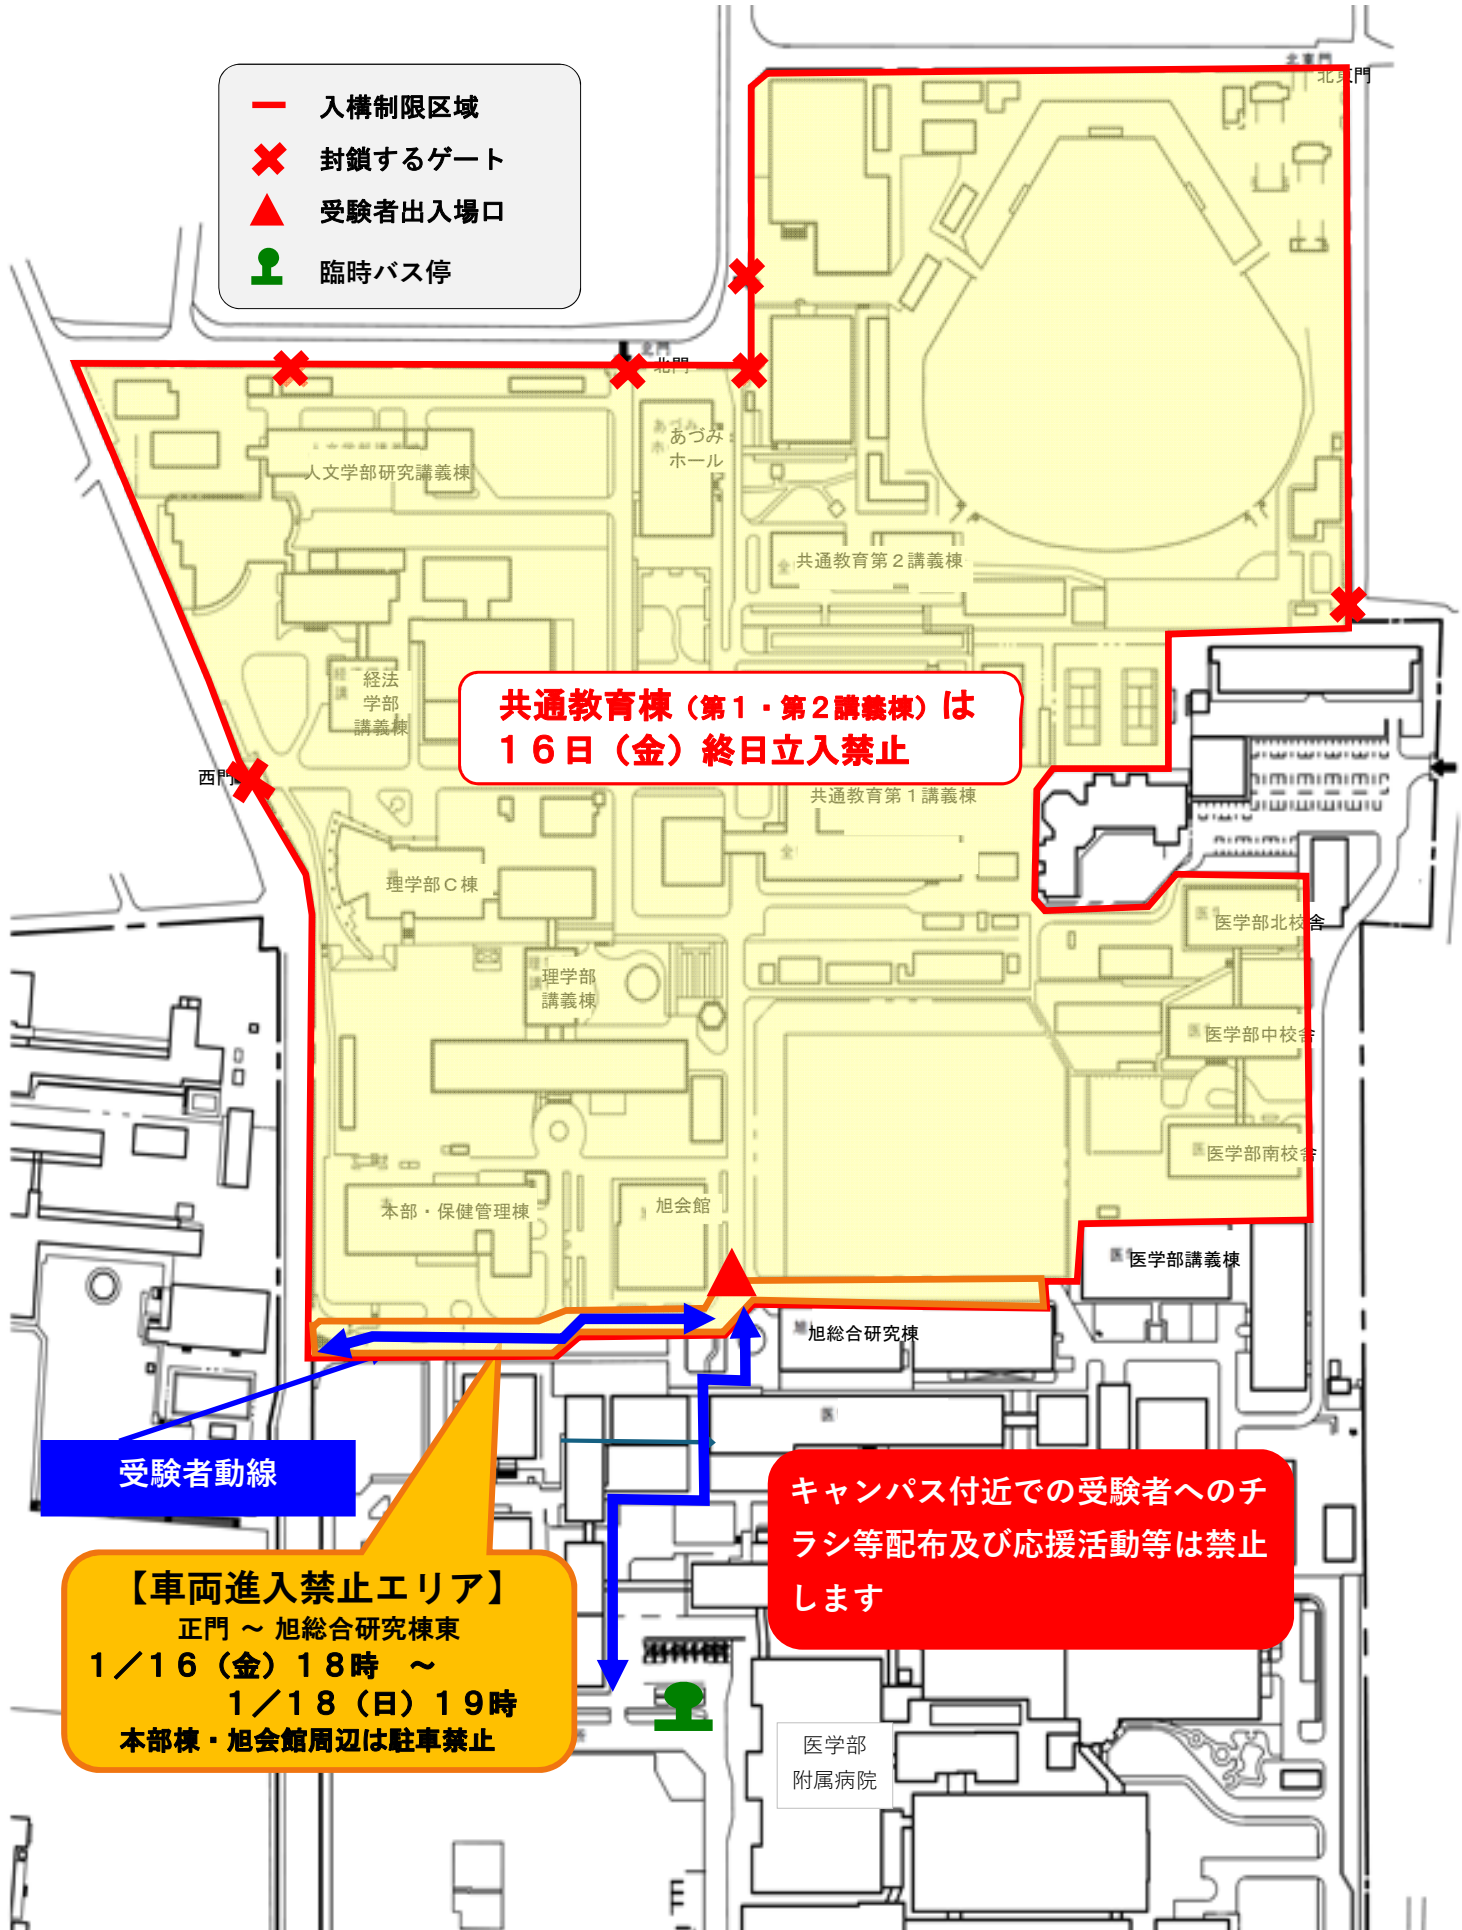 北東門
北東門
入構制限区域
封鎖するゲート
受験者出入場口
臨時バス停
北門
北門
あづみ
ホール
人文学部研究講義棟
共通教育第２講義棟
経法
学部
講義棟
共通教育棟（第１・第２講義棟）は
１６日（金）終日立入禁止
西門
共通教育第１講義棟
理学部Ｃ棟
医学部北校舎
理学部
講義棟
医学部中校舎
医学部南校舎
本部・保健管理棟
旭会館
医学部講義棟
旭総合研究棟
医
受験者動線
キャンパス付近での受験者へのチ
ラシ等配布及び応援活動等は禁止
します
【車両進入禁止エリア】
正門 ～ 旭総合研究棟東
１／１６（金）１８時　～
１／１８（日）１９時
本部棟・旭会館周辺は駐車禁止
医学部
附属病院